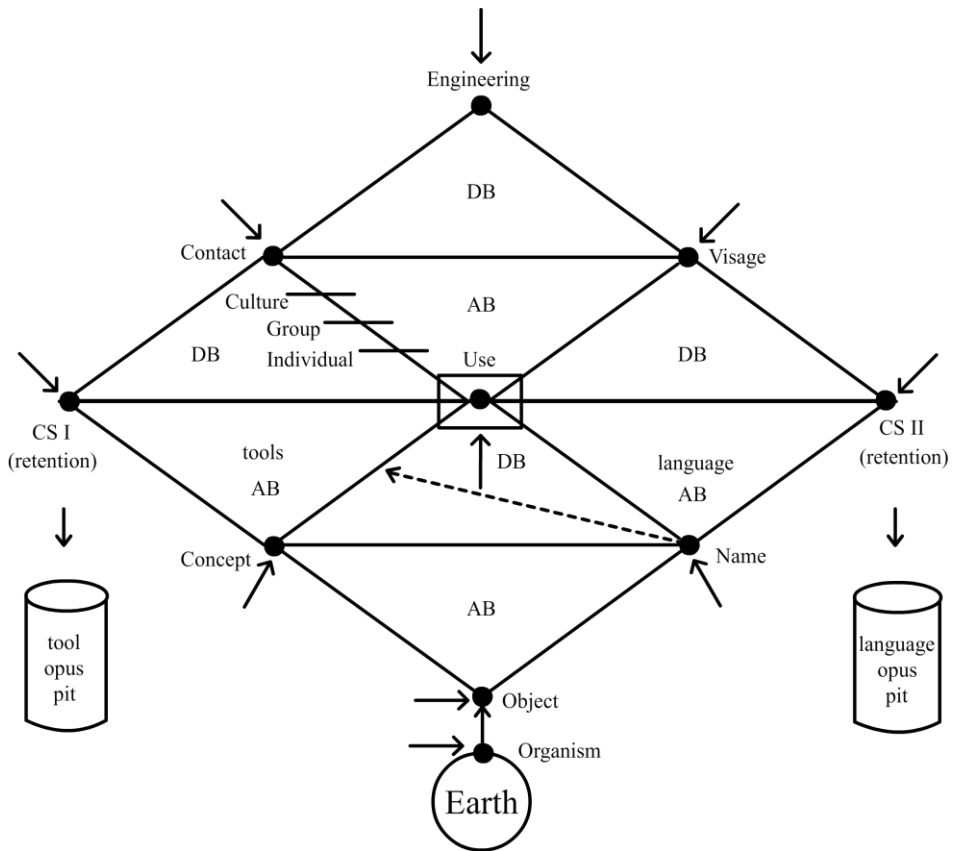 Engineering
DB
Contact
Visage
Culture
AB
Group
DB
Individual
Use
DB
CS I
(retention)
CS II
(retention)
tools
DB
language
AB
AB
Concept
Name
AB
tool
opus
pit
language
opus
pit
Object
Organism
Earth